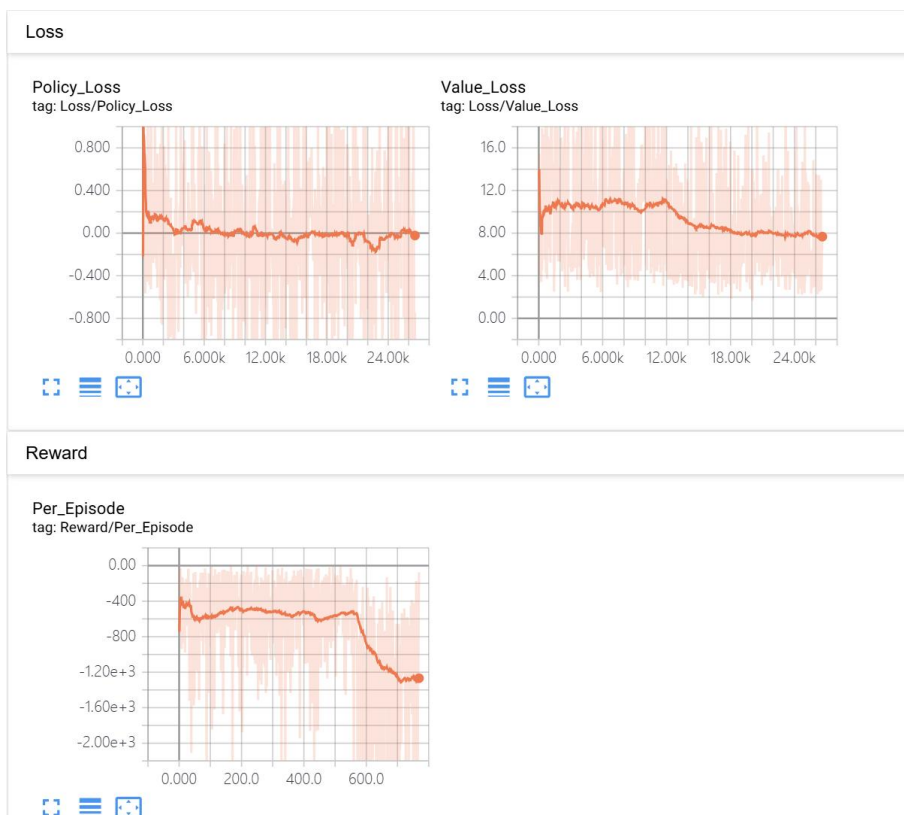 Loss
Policy_Loss
tag: Loss/Policy_Loss
0.800
0.400
0.00
-0.400
-0.800
0.000 6.000k 12.00k 18.00k 24.00k
Value_Loss
tag: Loss/Value_Loss
16.0
12.0
8.00
4.00
0.00
0.000 6.000k 12.00k 18.00k 24.00k
Reward
Per_Episode
tag: Reward/Per_Episode
0.00
-400
-800
-1.20e+3
-1.60e+3
-2.00e+3
0.000 200.0 400.0 600.0